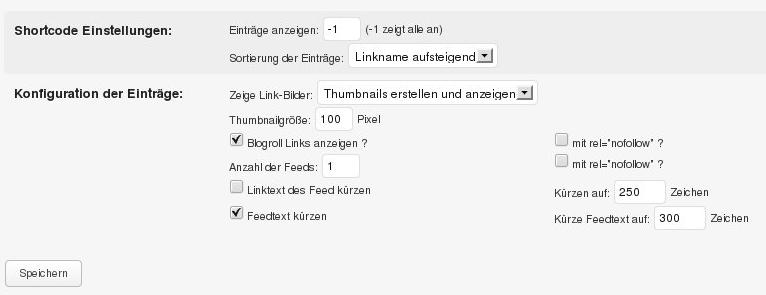 Shortcode Einstellungen: Einträge anzeigen: -1 (-1 zeigt alle an)
Sortierung der Einträge: Linkname aufsteigend
Konfiguration der Einträge: Zeige Link-Bilder: Thumbnails erstellen und anzeigen
Thumbnailgröße: 100 Pixel
Blogroll Links anzeigen ? mit rel="nofollow" ?
Anzahl der Feeds: 1 mit rel="nofollow" ?
Linktext des Feed kürzen Kürzen auf: 250 Zeichen
Feedtext kürzen Kürze Feedtext auf: 300 Zeichen
Speichern